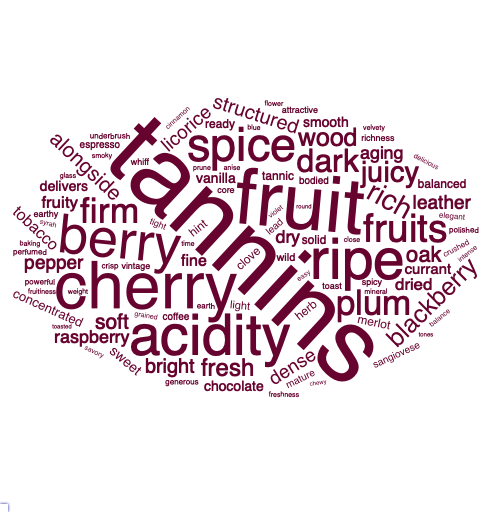 flower
cinnamon
structured
attractive
licorice
ready
blue
smooth
velvety
richness
underbrush
espresso
smoky
alongside
whiff
spice
wood
dark
aging
juicy
delicious
prune
anise
vanilla
core
tannic
bodied
rich
balanced
leather
glass
delivers
fruity
earthy
syrah
tobacco
firm
tannins
fruit
fruits
elegant
polished
baking
perfumed
berry
tight
hint
time
violet
round
lead
dry
solid
close
ripe
oak
crushed
intense
pepper
crisp
vintage
fine
clove
wild
easy
toast
spicy
mineral
currant
dried
powerful
fruitiness
weight
concentrated
cherry
earth
light
herb
plum
blackberry
balance
toasted
soft
grained
coffee
acidity
merlot
tones
raspberry
savory
sweet
bright
fresh
dense
mature
chewy
sangiovese
generous
chocolate
freshness